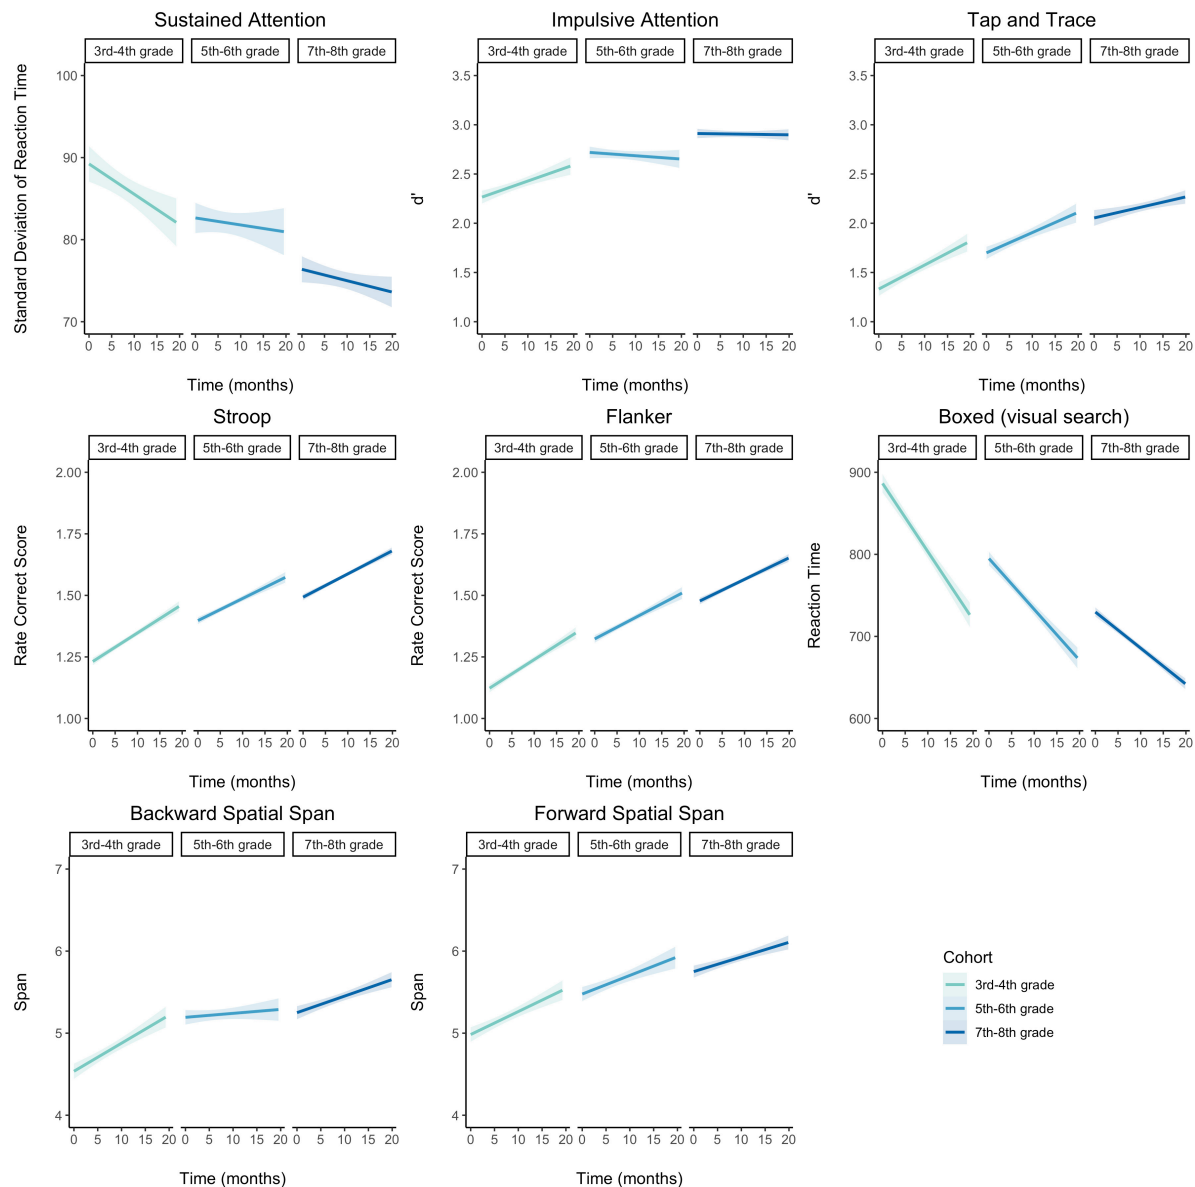 Sustained Attention
3rd-4th grade 5th-6th grade 7th-8th grade
Standard Deviation of Reaction Time
100
90
80
70
0 5 10 15 20 0 5 10 15 20 0 5 10 15 20
Time (months)
Impulsive Attention
3rd-4th grade 5th-6th grade 7th-8th grade
d'
3.5
3.0
2.5
2.0
1.5
1.0
0 5 10 15 20 0 5 10 15 20 0 5 10 15 20
Time (months)
Tap and Trace
3rd-4th grade 5th-6th grade 7th-8th grade
d'
3.5
3.0
2.5
2.0
1.5
1.0
0 5 10 15 20 0 5 10 15 20 0 5 10 15 20
Time (months)
Stroop
3rd-4th grade 5th-6th grade 7th-8th grade
Rate Correct Score
2.00
1.75
1.50
1.25
1.00
0 5 10 15 20 0 5 10 15 20 0 5 10 15 20
Time (months)
Flanker
3rd-4th grade 5th-6th grade 7th-8th grade
Rate Correct Score
2.00
1.75
1.50
1.25
1.00
0 5 10 15 20 0 5 10 15 20 0 5 10 15 20
Time (months)
Boxed (visual search)
3rd-4th grade 5th-6th grade 7th-8th grade
Reaction Time
900
800
700
600
0 5 10 15 20 0 5 10 15 20 0 5 10 15 20
Time (months)
Backward Spatial Span
3rd-4th grade 5th-6th grade 7th-8th grade
Span
7
6
5
4
0 5 10 15 20 0 5 10 15 20 0 5 10 15 20
Time (months)
Forward Spatial Span
3rd-4th grade 5th-6th grade 7th-8th grade
Span
7
6
5
4
0 5 10 15 20 0 5 10 15 20 0 5 10 15 20
Time (months)
Cohort
3rd-4th grade
5th-6th grade
7th-8th grade